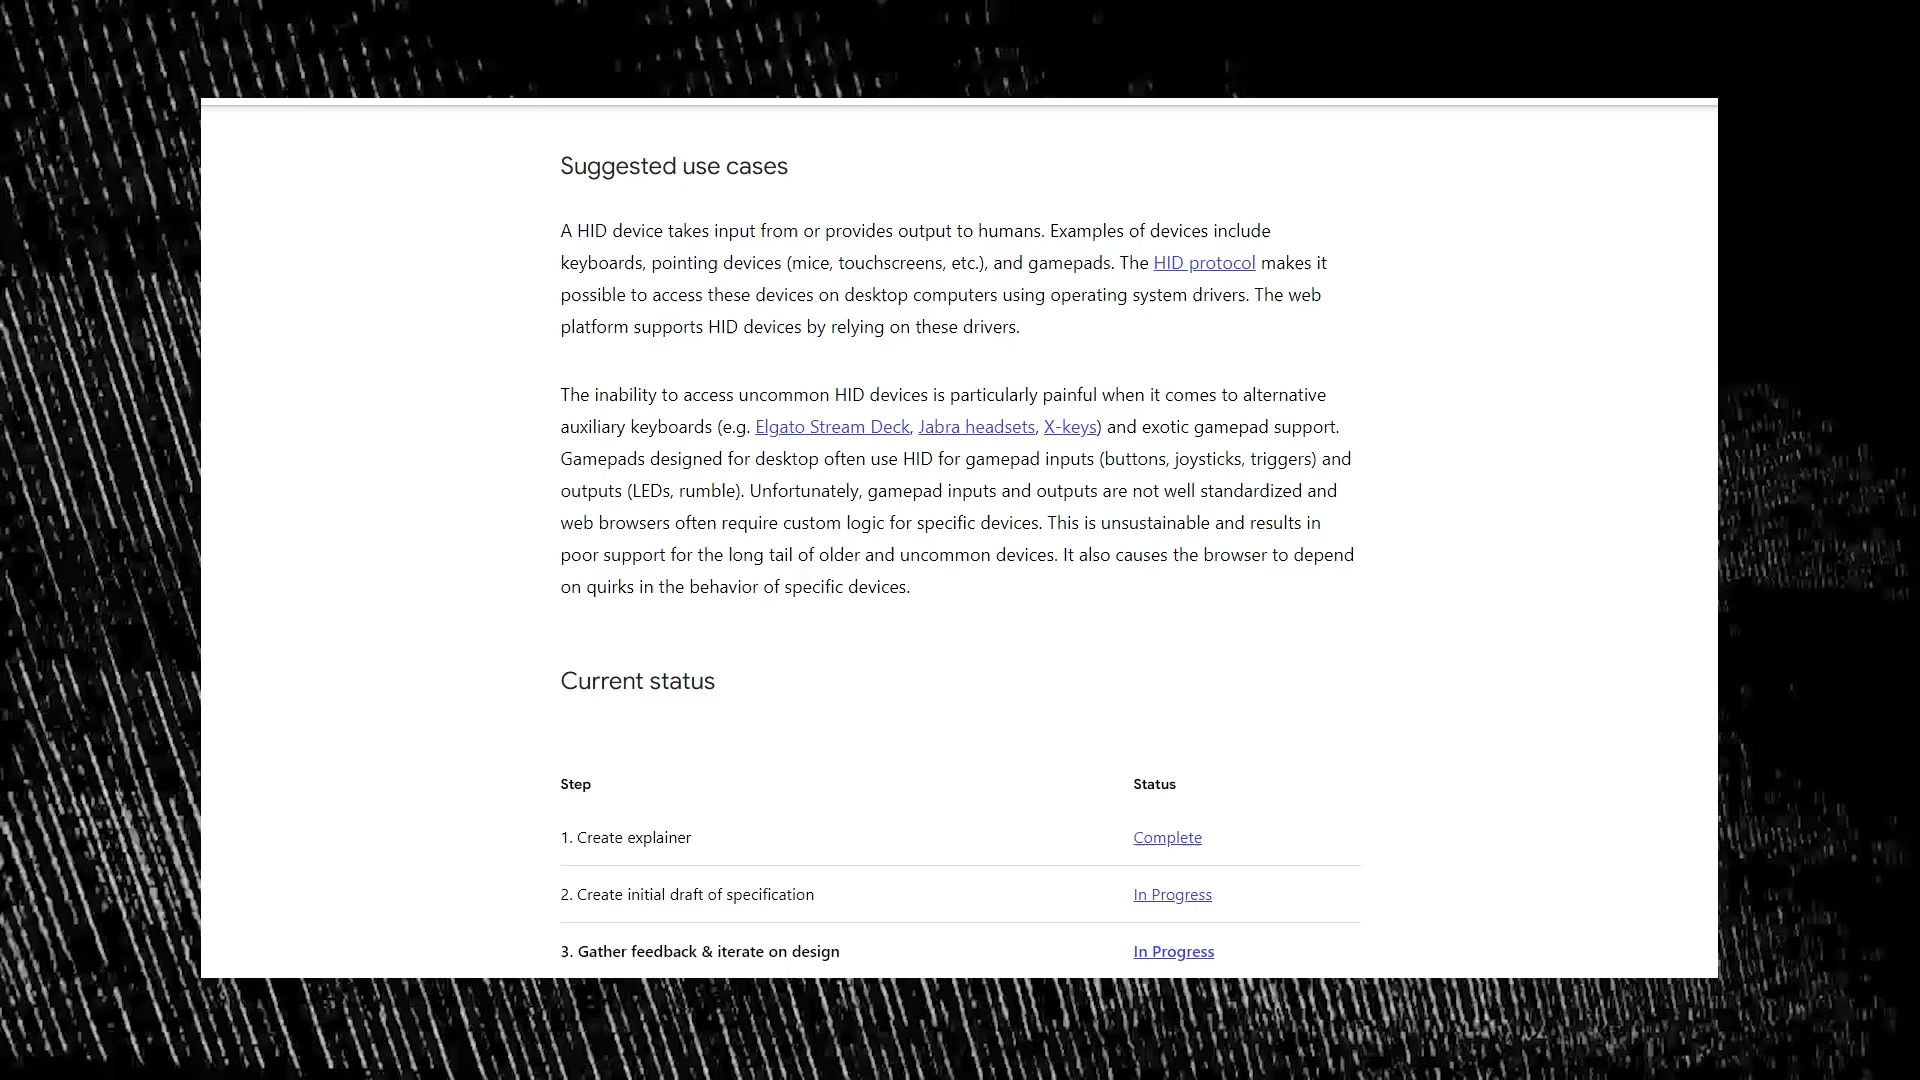 Suggested use cases
A HID device takes input from or provides output to humans. Examples of devices include
keyboards, pointing devices (mice, touchscreens, etc.), and gamepads. The HID protocol makes it
possible to access these devices on desktop computers using operating system drivers. The web
platform supports HID devices by relying on these drivers.
The inability to access uncommon HID devices is particularly painful when it comes to alternative
auxiliary keyboards (e.g. Elgato Stream Deck, Jabra headsets, X-keys) and exotic gamepad support.
Gamepads designed for desktop often use HID for gamepad inputs (buttons, joysticks, triggers) and
outputs (LEDs, rumble). Unfortunately, gamepad inputs and outputs are not well standardized and
web browsers often require custom logic for specific devices. This is unsustainable and results in
poor support for the long tail of older and uncommon devices. It also causes the browser to depend
on quirks in the behavior of specific devices.
Current status
Step Status
1. Create explainer Complete
2. Create initial draft of specification In Progress
3. Gather feedback & iterate on design In Progress